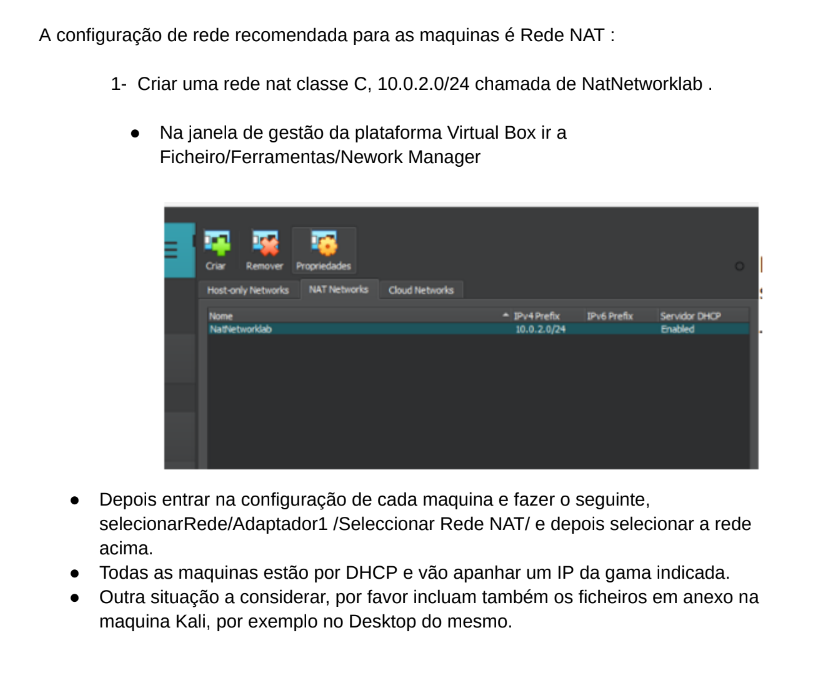 A configuração de rede recomendada para as maquinas é Rede NAT :
1- Criar uma rede nat classe C, 10.0.2.0/24 chamada de NatNetworklab .
● Na janela de gestão da plataforma Virtual Box ir a
Ficheiro/Ferramentas/Nework Manager
Criar Remover Propriedades
Host-only Networks NAT Networks Cloud Networks
Nome IPv4 Prefix IPv6 Prefix Servidor DHCP
NatNetworklab 10.0.2.0/24 Enabled
● Depois entrar na configuração de cada maquina e fazer o seguinte,
selecionarRede/Adaptador1 /Seleccionar Rede NAT/ e depois selecionar a rede
acima.
● Todas as maquinas estão por DHCP e vão apanhar um IP da gama indicada.
● Outra situação a considerar, por favor incluam também os ficheiros em anexo na
maquina Kali, por exemplo no Desktop do mesmo.